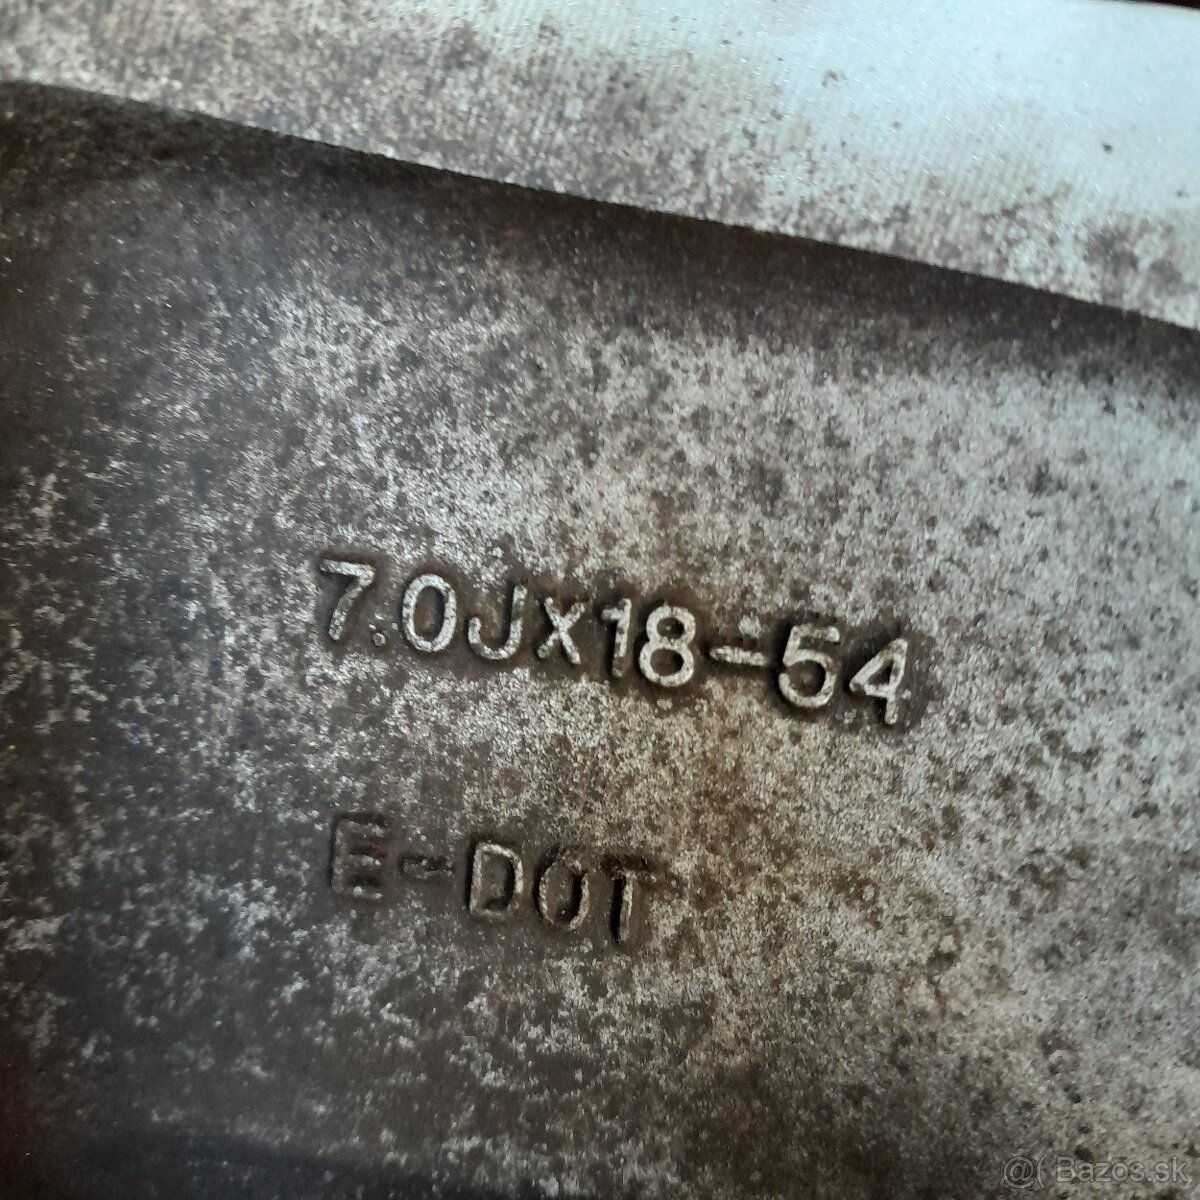 7.0JX18-54
E-DOT
@( Bazos.sk